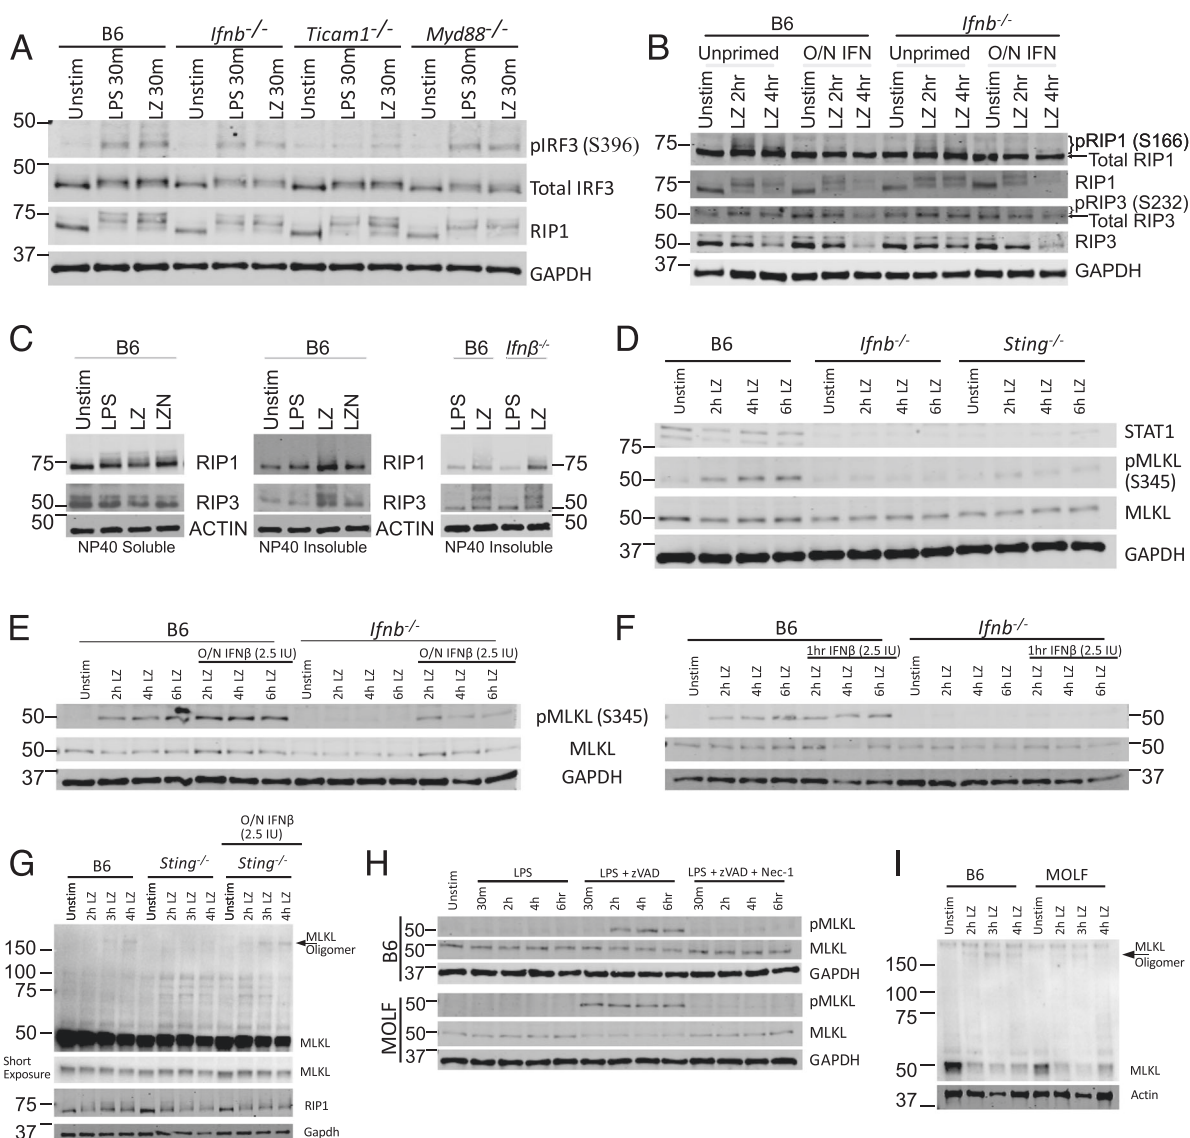 A
B6
Ifnb-/-
Ticam1-/-
Myd88-/-
Unstim
LPS 30m
LZ 30m
Unstim
LPS 30m
LZ 30m
Unstim
LPS 30m
LZ 30m
Unstim
LPS 30m
LZ 30m
50
pIRF3 (S396)
50
Total IRF3
75
RIP1
37
GAPDH
B
B6
Ifnb-/-
Unprimed
O/N IFN
Unprimed
O/N IFN
Unstim
LZ 2hr
LZ 4hr
Unstim
LZ 2hr
LZ 4hr
Unstim
LZ 2hr
LZ 4hr
Unstim
LZ 2hr
LZ 4hr
75
pRIP1 (S166)
Total RIP1
75
RIP1
pRIP3 (S232)
50
Total RIP3
50
RIP3
37
GAPDH
C
B6
B6
B6
Ifnβ-/-
Unstim
LPS
LZ
LZN
Unstim
LPS
LZ
LZN
LPS
LZ
LPS
LZ
75
RIP1
RIP1
75
50
RIP3
RIP3
50
50
ACTIN
ACTIN
50
NP40 Soluble
NP40 Insoluble
NP40 Insoluble
D
B6
Ifnb-/-
Sting-/-
Unstim
2h LZ
4h LZ
6h LZ
Unstim
2h LZ
4h LZ
6h LZ
Unstim
2h LZ
4h LZ
6h LZ
STAT1
75
pMLKL
(S345)
50
50
MLKL
37
GAPDH
E
B6
Ifnb-/-
O/N IFNβ (2.5 IU)
O/N IFNβ (2.5 IU)
Unstim
2h LZ
4h LZ
6h LZ
2h LZ
4h LZ
6h LZ
Unstim
2h LZ
4h LZ
6h LZ
2h LZ
4h LZ
6h LZ
50
pMLKL (S345)
50
MLKL
37
GAPDH
F
B6
Ifnb-/-
1hr IFNβ (2.5 IU)
1hr IFNβ (2.5 IU)
Unstim
2h LZ
4h LZ
6h LZ
2h LZ
4h LZ
6h LZ
Unstim
2h LZ
4h LZ
6h LZ
2h LZ
4h LZ
6h LZ
50
50
37
G
O/N IFNβ
(2.5 IU)
B6
Sting-/-
Sting-/-
Unstim
2h LZ
3h LZ
4h LZ
Unstim
2h LZ
3h LZ
4h LZ
Unstim
2h LZ
3h LZ
4h LZ
MLKL
Oligomer
150
100
75
50
MLKL
Short
Exposure
MLKL
75
RIP1
37
Gapdh
H
LPS
LPS + zVAD
LPS + zVAD + Nec-1
Unstim
30m
2h
4h
6hr
30m
2h
4h
6hr
30m
2h
4h
6hr
B6
50
pMLKL
50
MLKL
37
GAPDH
MOLF
50
pMLKL
50
MLKL
37
GAPDH
I
B6
MOLF
Unstim
2h LZ
3h LZ
4h LZ
Unstim
2h LZ
3h LZ
4h LZ
MLKL
Oligomer
150
100
75
50
MLKL
37
Actin